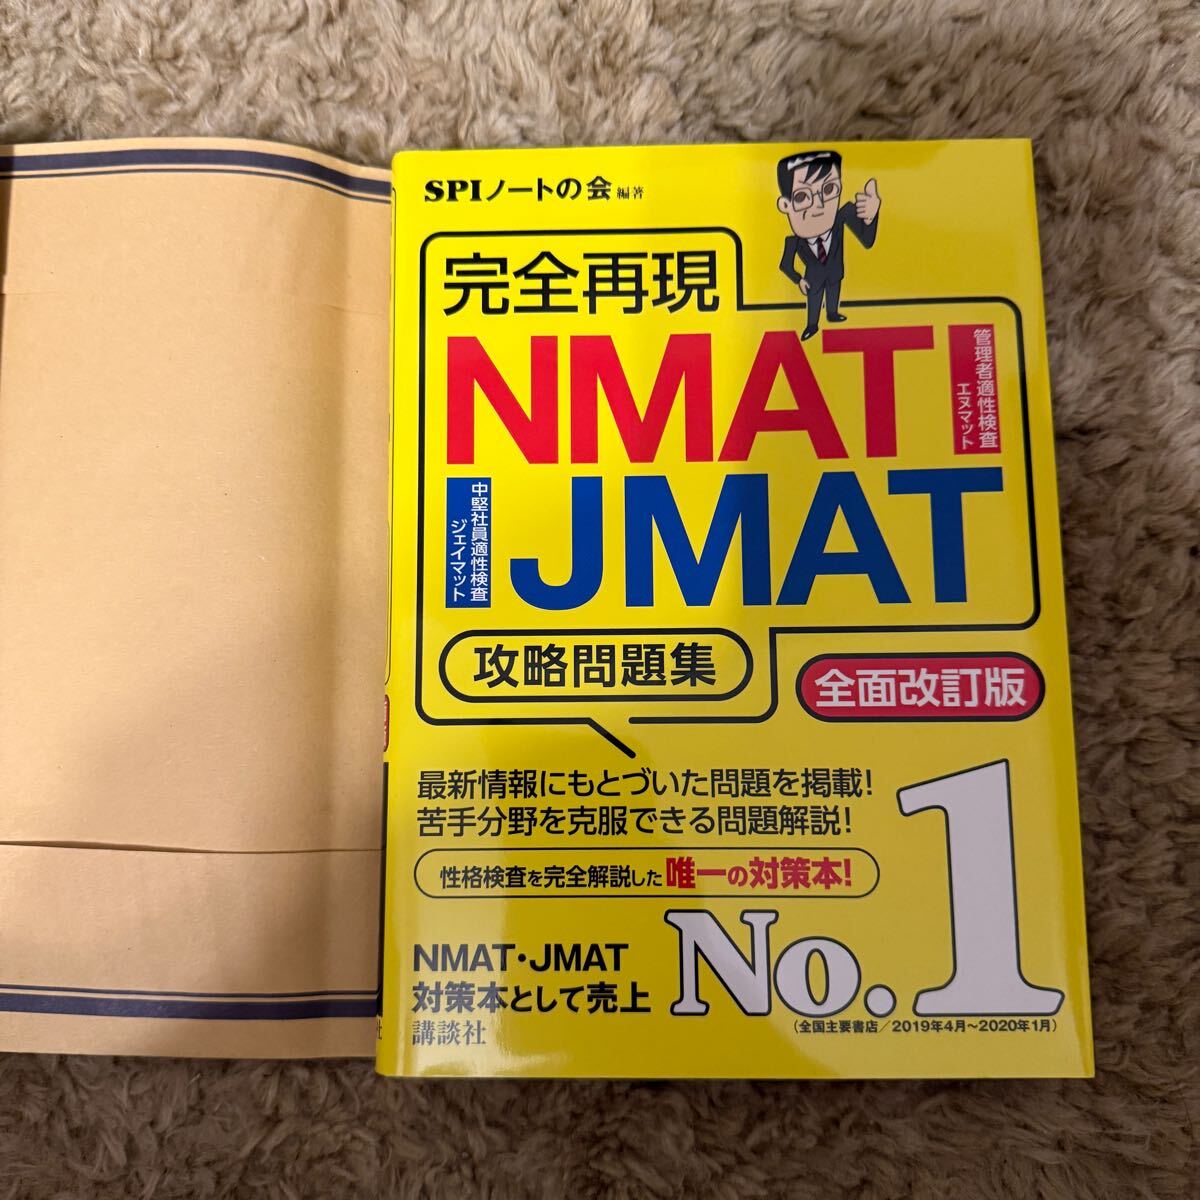 SPIノートの会 編著
完全再現
NMAT
管理者適性検査
エヌマット
JMAT
中堅社員適性検査
ジェイマット
攻略問題集
全面改訂版
最新情報にもとづいた問題を掲載!
苦手分野を克服できる問題解説!
性格検査を完全解説した唯一の対策本!
NMAT・JMAT
対策本として売上
No.1
(全国主要書店/2019年4月〜2020年1月)
講談社